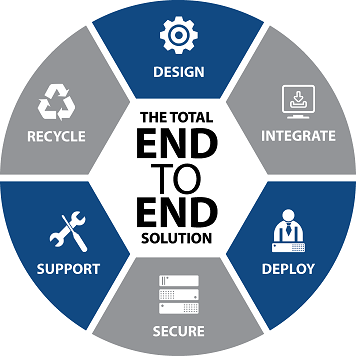 DESIGN
INTEGRATE
DEPLOY
SECURE
SUPPORT
RECYCLE
THE TOTAL
END
TO
END
SOLUTION